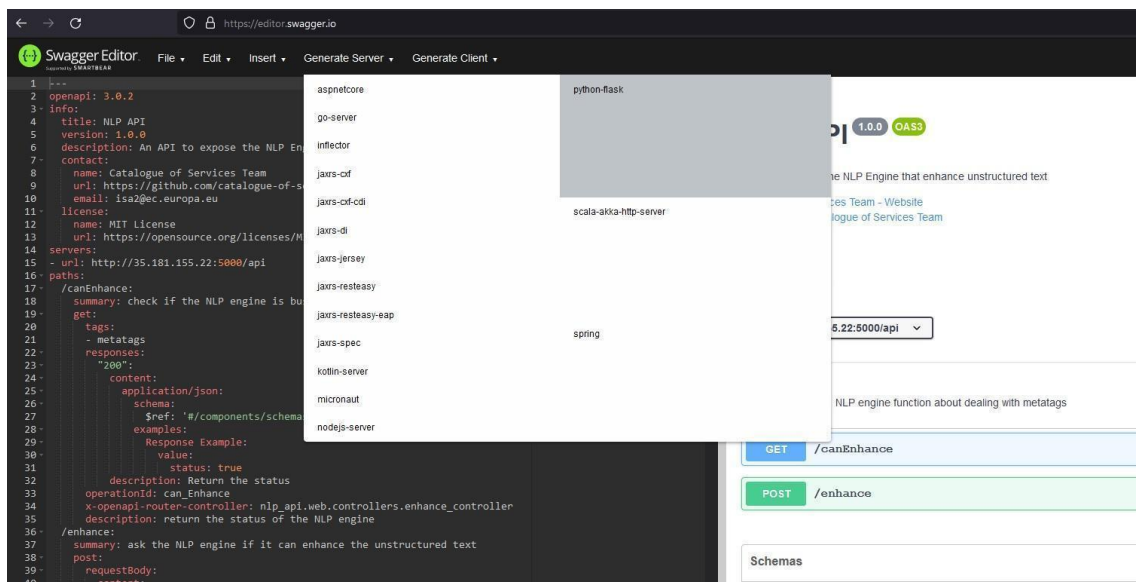 https://editor.swagger.io
Swagger Editor.
Supported by SMARTBEAR
File
Edit
Insert
Generate Server
Generate Client
1 ---
2 openapi: 3.0.2
3 info:
4 title: NLP API
5 version: 1.0.0
6 description: An API to expose the NLP En
7 contact:
8 name: Catalogue of Services Team
9 url: https://github.com/catalogue-of-s
10 email: isa2@ec.europa.eu
11 license:
12 name: MIT License
13 url: https://opensource.org/licenses/M
14 servers:
15 - url: http://35.181.155.22:5000/api
16 paths:
17 /canEnhance:
18 summary: check if the NLP engine is bu
19 get:
20 tags:
21 - metatags
22 responses:
23 "200":
24 content:
25 application/json:
26 schema:
27 $ref: '#/components/schema
28 examples:
29 Response Example:
30 value:
31 status: true
32 description: Return the status
33 operationId: can_Enhance
34 x-openapi-router-controller: nlp_api.web.controllers.enhance_controller
35 description: return the status of the NLP engine
36 /enhance:
37 summary: ask the NLP engine if it can enhance the unstructured text
38 post:
39 requestBody:
aspnetcore
go-server
inflector
jaxrs-cxf
jaxrs-cxf-cdi
jaxrs-di
jaxrs-jersey
jaxrs-resteasy
jaxrs-resteasy-eap
jaxrs-spec
kotlin-server
micronaut
nodejs-server
python-flask
scala-akka-http-server
spring
PI 1.0.0 OAS3
he NLP Engine that enhance unstructured text
ces Team - Website
logue of Services Team
5.22:5000/api
NLP engine function about dealing with metatags
GET /canEnhance
POST /enhance
Schemas